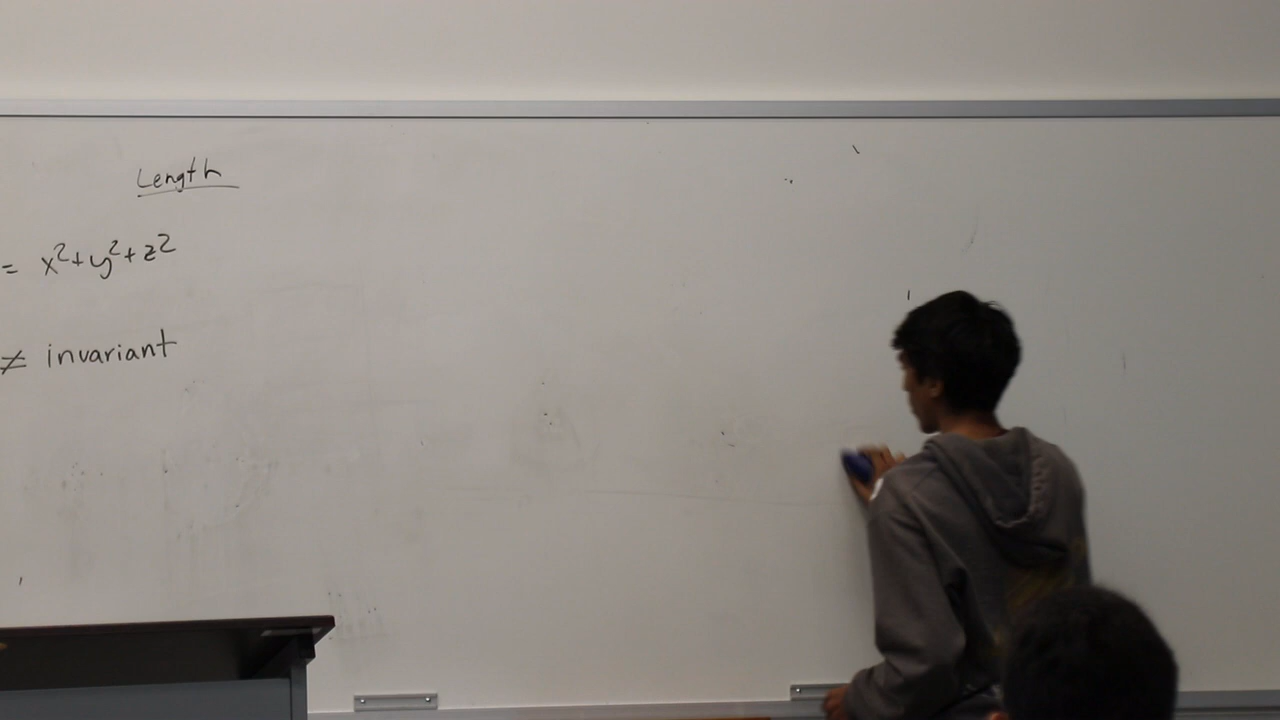 Length
= x²+y²+z²
≠ invariant